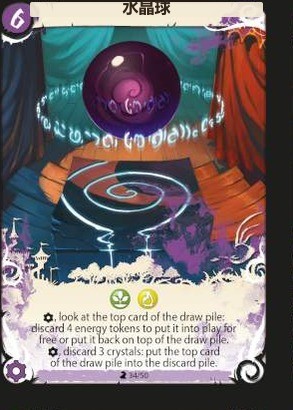 6
水晶球
, look at the top card of the draw pile:
discard 4 energy tokens to put it into play for
free or put it back on top of the draw pile.
, discard 3 crystals: put the top card
of the draw pile into the discard pile.
34/50